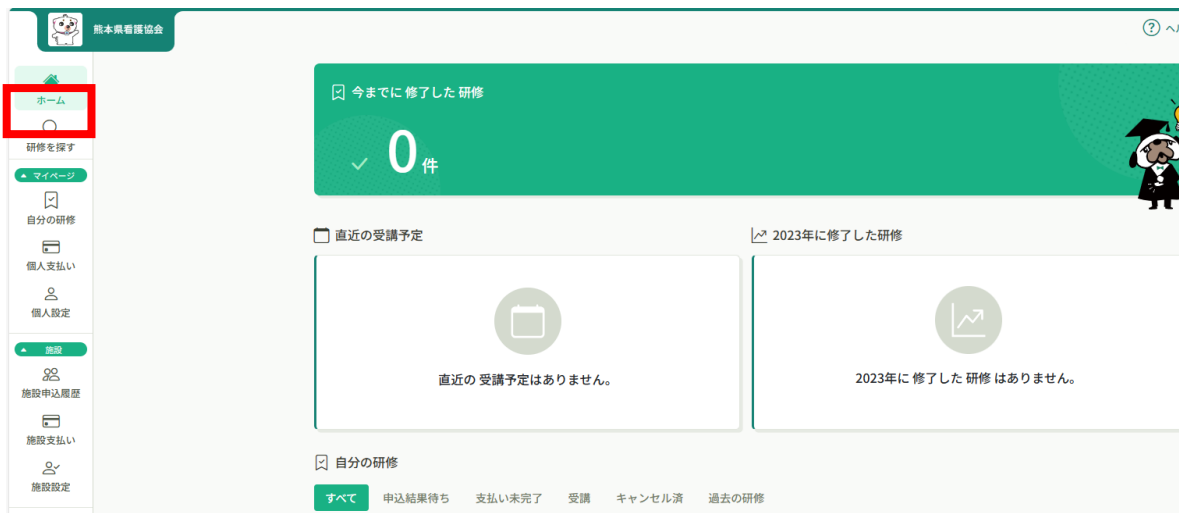 熊本県看護協会
ホーム
研修を探す
マイページ
自分の研修
個人支払い
個人設定
施設
施設申込履歴
施設支払い
施設設定
今までに 修了した 研修
0 件
直近の受講予定
直近の 受講予定はありません。
2023年に修了した研修
2023年に 修了した 研修 はありません。
自分の研修
すべて 申込結果待ち 支払い未完了 受講 キャンセル済 過去の研修